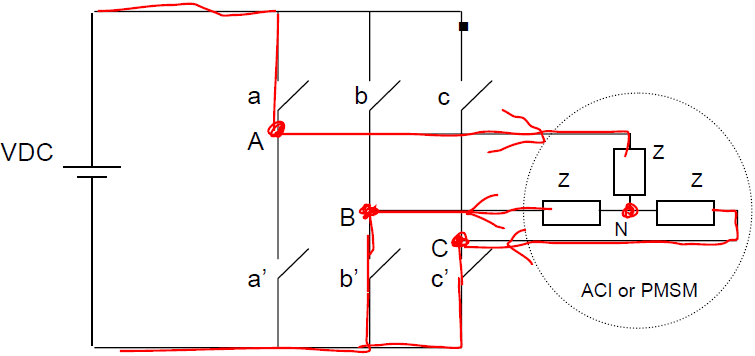 a b c
A
VDC
Z
Z Z
B
N
C
a’ b’ c’
ACI or PMSM